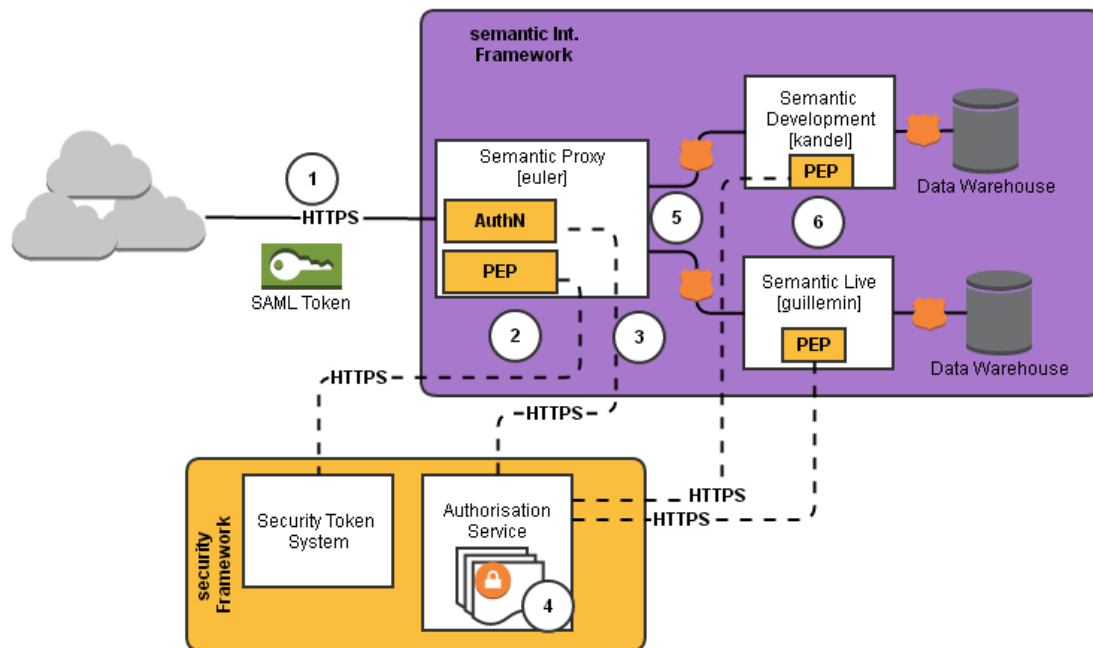 semantic Int.
Framework
1
HTTPS
SAML Token
Semantic Proxy
[euler]
AuthN
PEP
2
3
5
Semantic
Development
[kandel]
PEP
6
Data Warehouse
Semantic Live
[guillemin]
PEP
Data Warehouse
HTTPS
HTTPS
HTTPS
HTTPS
security
Framework
Security Token
System
Authorisation
Service
4